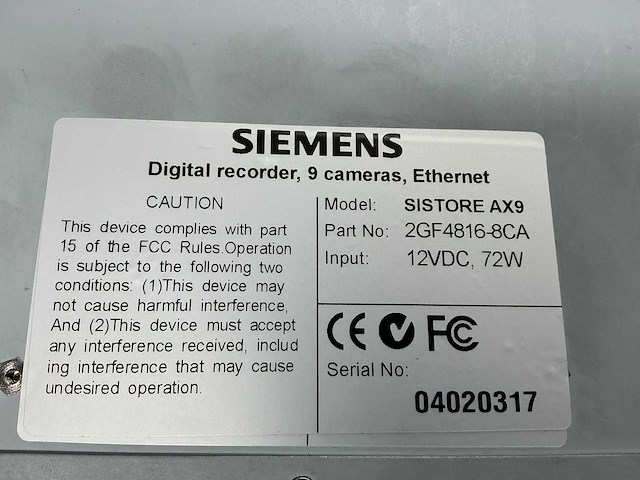 SIEMENS
Digital recorder, 9 cameras, Ethernet
CAUTION
This device complies with part
15 of the FCC Rules.Operation
is subject to the following two
conditions: (1)This device may
not cause harmful interference,
And (2)This device must accept
any interference received, includ
ing interference that may cause
undesired operation.
Model: SISTORE AX9
Part No: 2GF4816-8CA
Input: 12VDC, 72W
CE FC
Serial No:
04020317